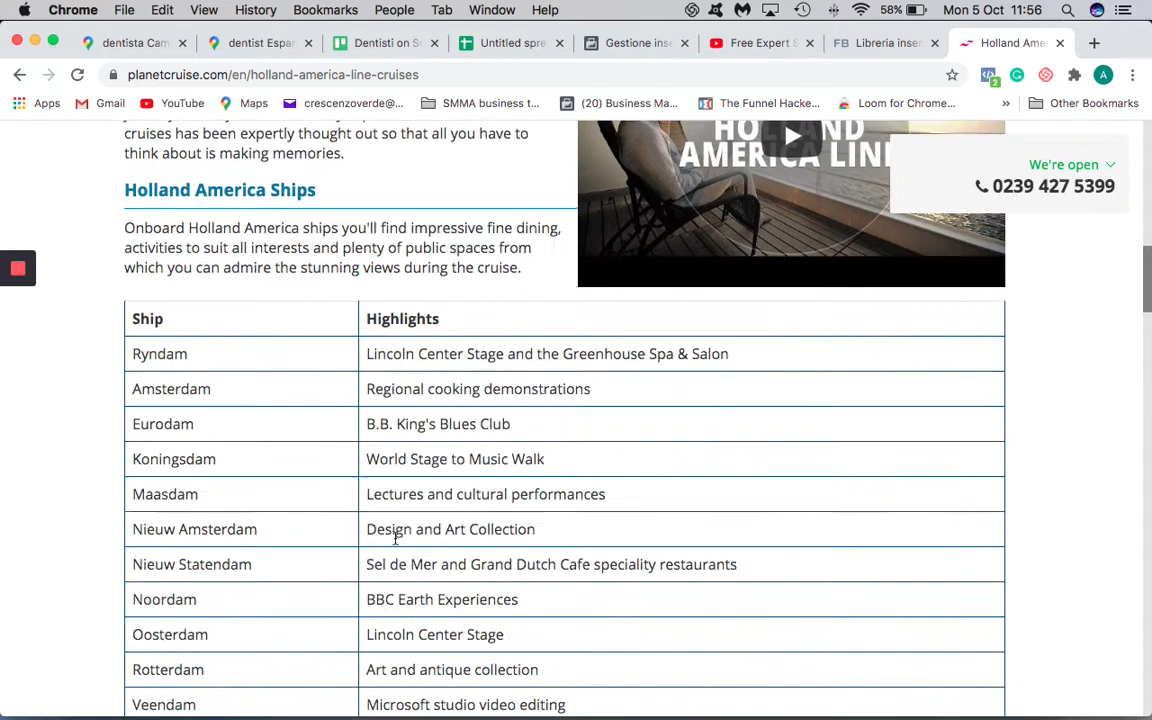 Chrome File Edit View History Bookmarks People Tab Window Help 58% Mon 5 Oct 11:56
dentista Cam dentist Espa Dentisti on S Untitled spre Gestione inse Free Expert S FB Libreria inser Holland Ame
planetcruise.com/en/holland-america-line-cruises
2 A
Apps Gmail YouTube Maps crescenzoverde@... SMMA business t... (20) Business Ma... The Funnel Hacke... Loom for Chrome... » Other Bookmarks
cruises has been expertly thought out so that all you have to
think about is making memories.
HOLLAND
AMERICA LINE
We're open
0239 427 5399
Holland America Ships
Onboard Holland America ships you'll find impressive fine dining,
activities to suit all interests and plenty of public spaces from
which you can admire the stunning views during the cruise.
Ship Highlights
Ryndam Lincoln Center Stage and the Greenhouse Spa & Salon
Amsterdam Regional cooking demonstrations
Eurodam B.B. King's Blues Club
Koningsdam World Stage to Music Walk
Maasdam Lectures and cultural performances
Nieuw Amsterdam Design and Art Collection
Nieuw Statendam Sel de Mer and Grand Dutch Cafe speciality restaurants
Noordam BBC Earth Experiences
Oosterdam Lincoln Center Stage
Rotterdam Art and antique collection
Veendam Microsoft studio video editing